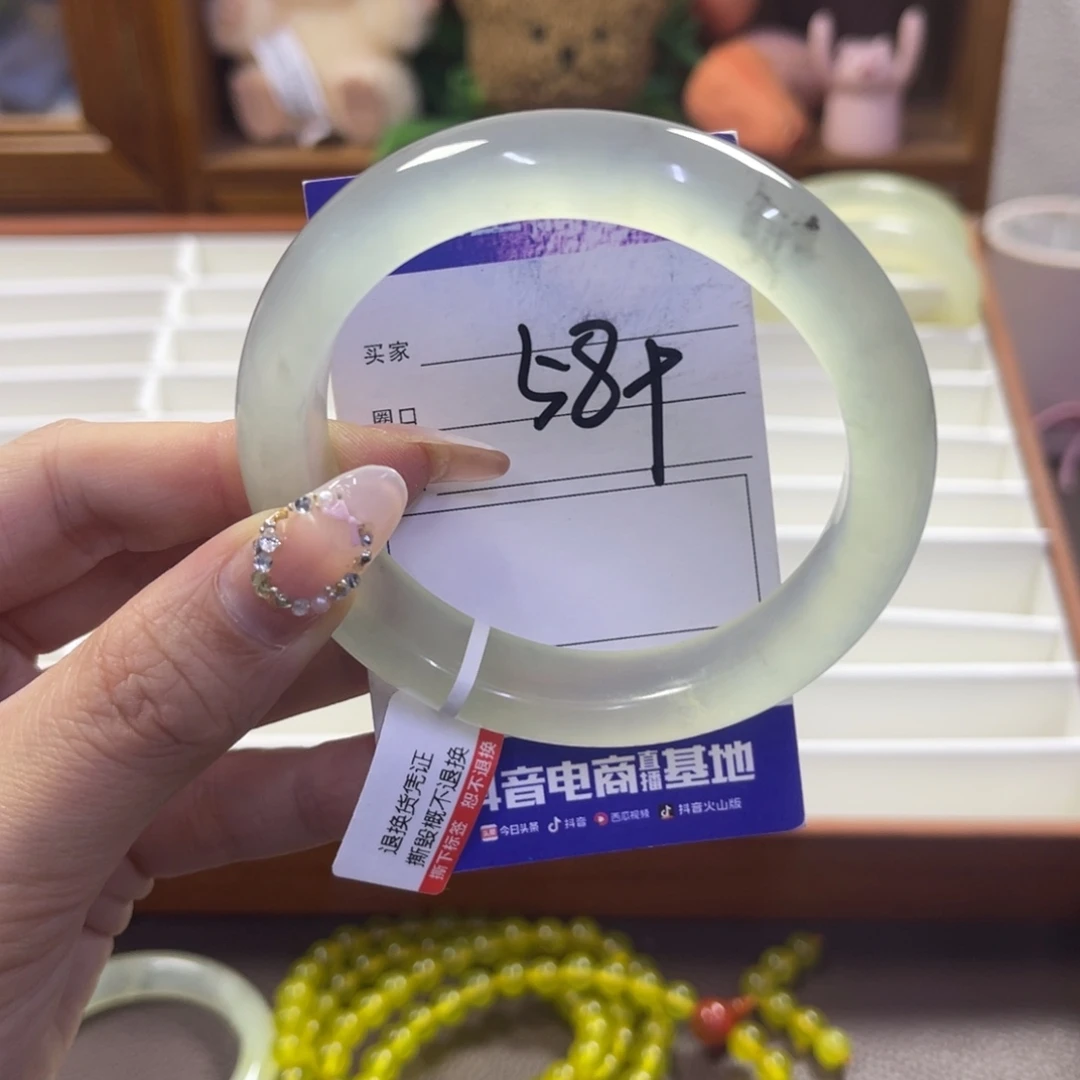 买家
58+
圈口
抖音电商直播基地
今日头条 抖音 西瓜视频 抖音火山版
退换货凭证
撕毁概不退换
撕下标签 恕不退换